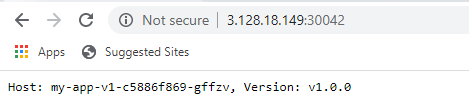 Not secure | 3.128.18.149:30042
Apps Suggested Sites
Host: my-app-v1-c5886f869-gffzv, Version: v1.0.0